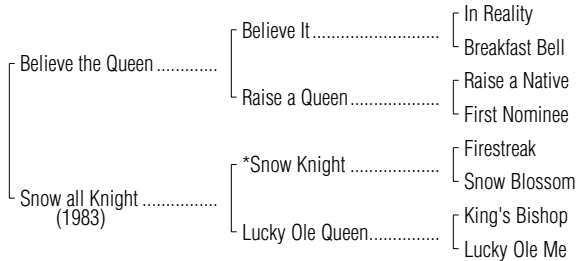 In Reality
Believe It
Breakfast Bell
Believe the Queen
Raise a Native
Raise a Queen
First Nominee
Firestreak
*Snow Knight
Snow Blossom
Snow all Knight
(1983)
King's Bishop
Lucky Ole Queen
Lucky Ole Me